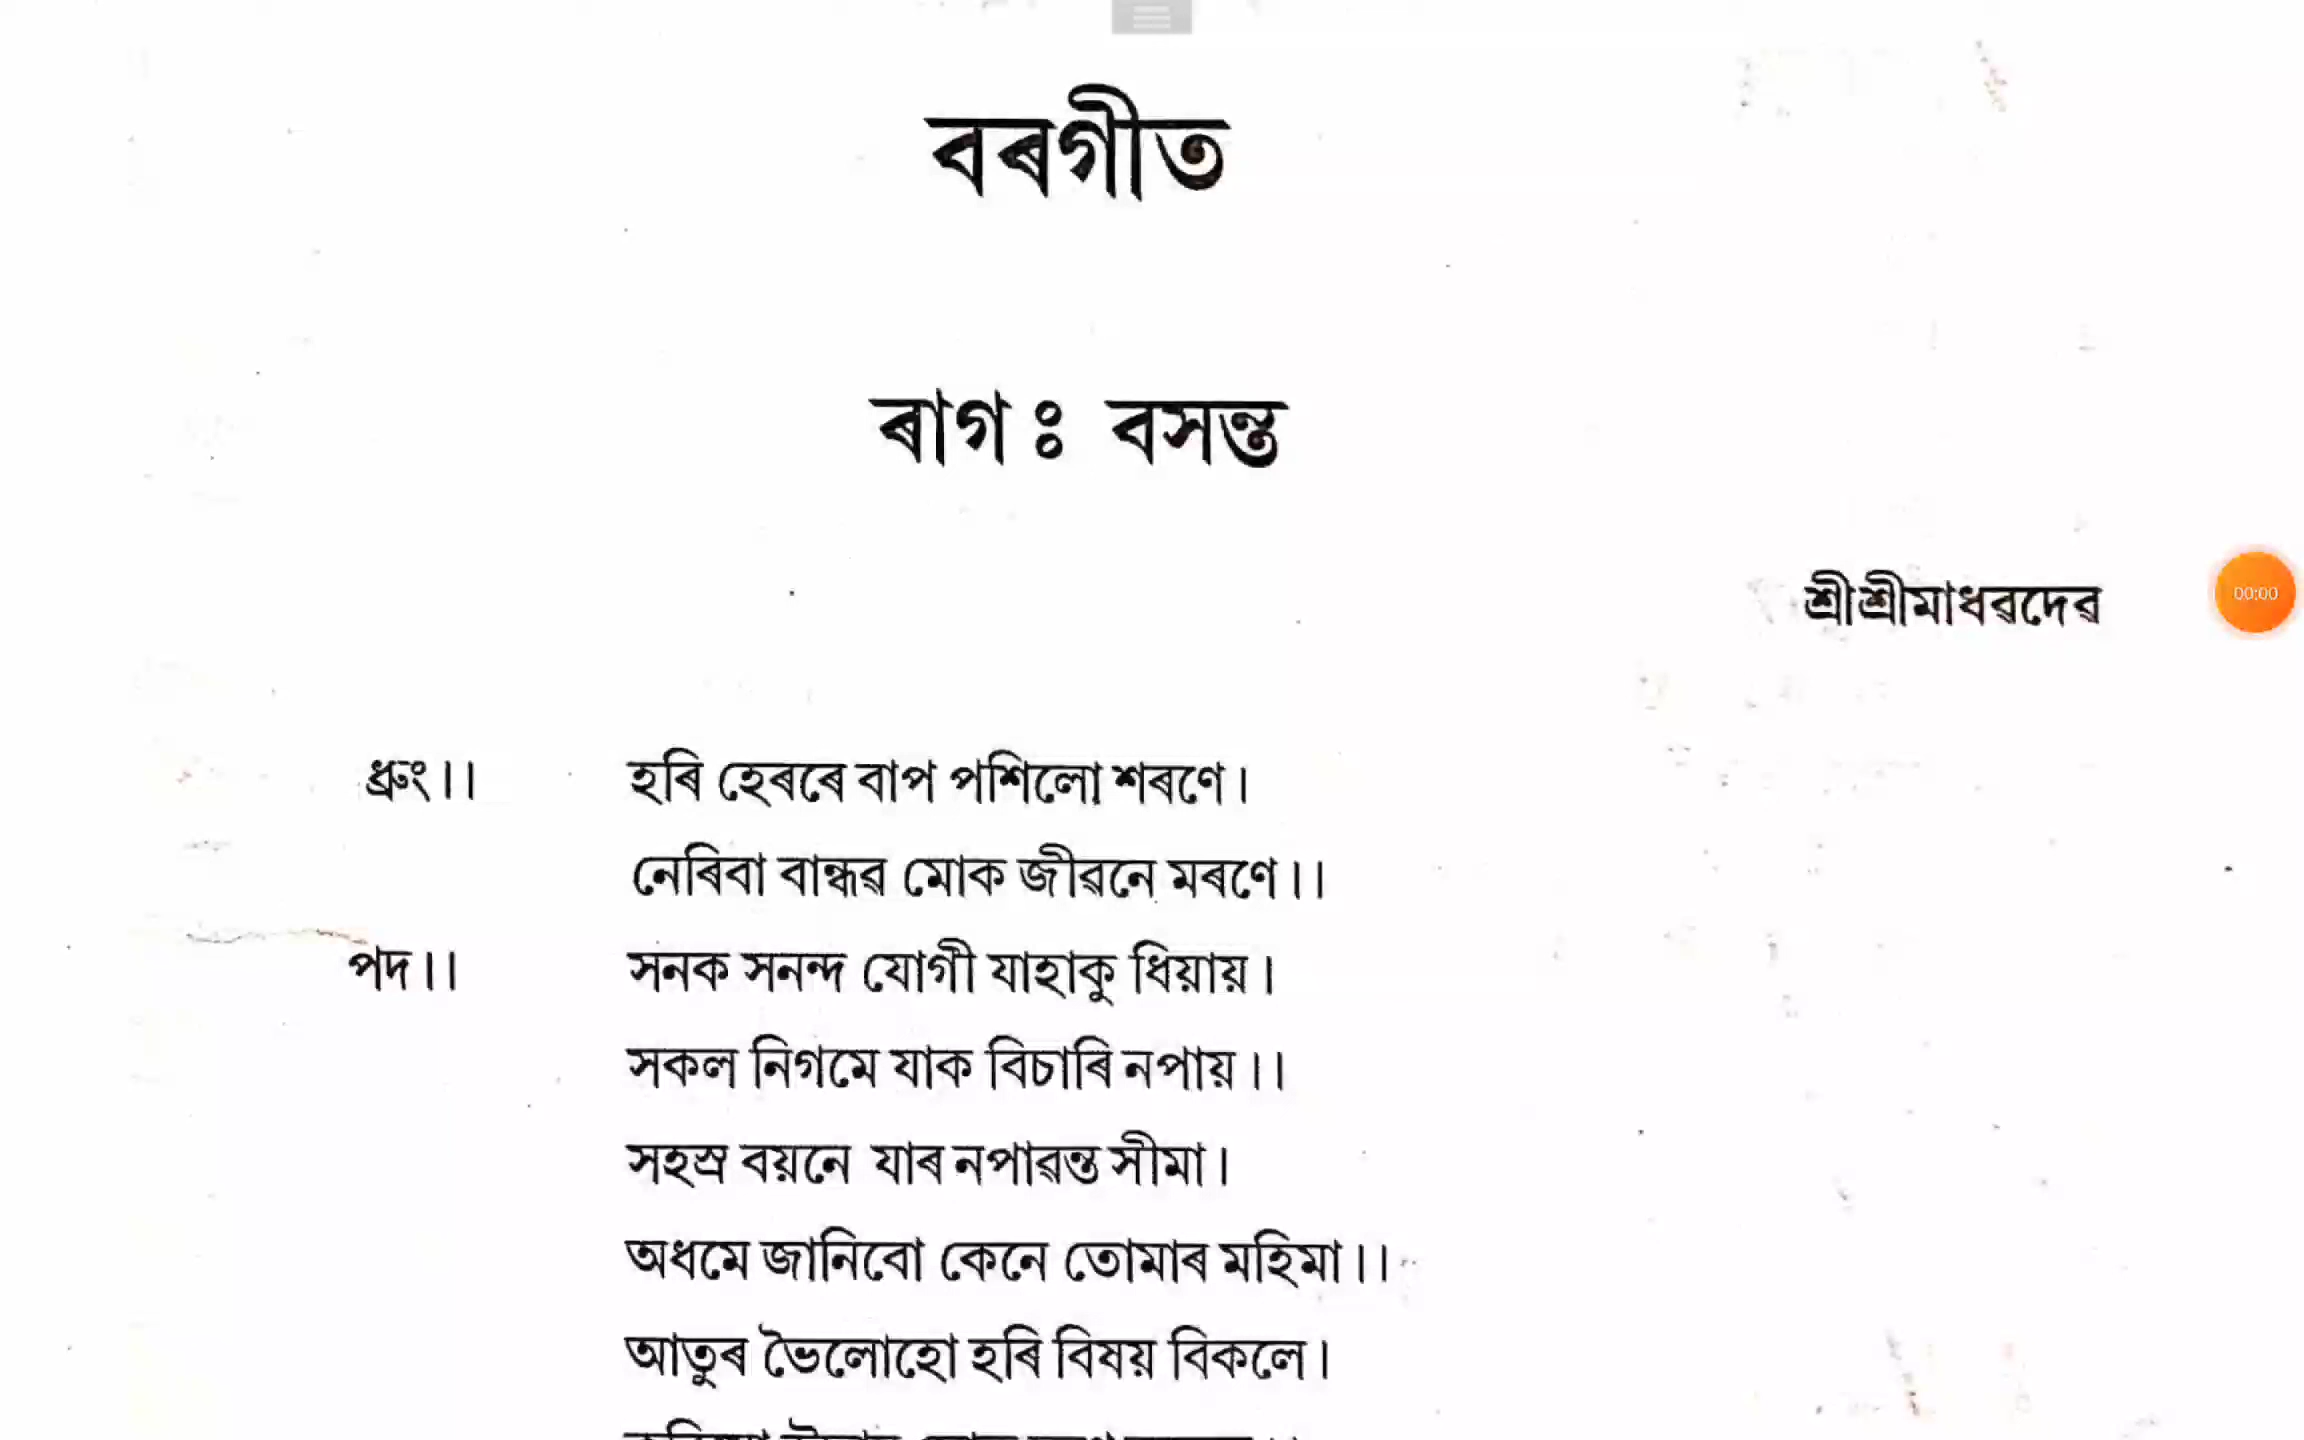 বৰগীত
ৰাগ ঃ বসন্ত
শ্ৰীশ্ৰীমাধৱদেৱ
00:00
ধ্ৰুং।। হৰি হেৰৰে বাপ পশিলো শৰণে।
নেৰিবা বান্ধৱ মোক জীৱনে মৰণে।।
পদ।। সনক সনন্দ যোগী যাহাকু ধিয়ায়।
সকল নিগমে যাক বিচাৰি নপায়।।
সহস্ৰ বয়নে যাৰ নপাৱন্ত সীমা।
অধমে জানিবো কেনে তোমাৰ মহিমা।।
আতুৰ ভৈলোহো হৰি বিষয় বিকলে।